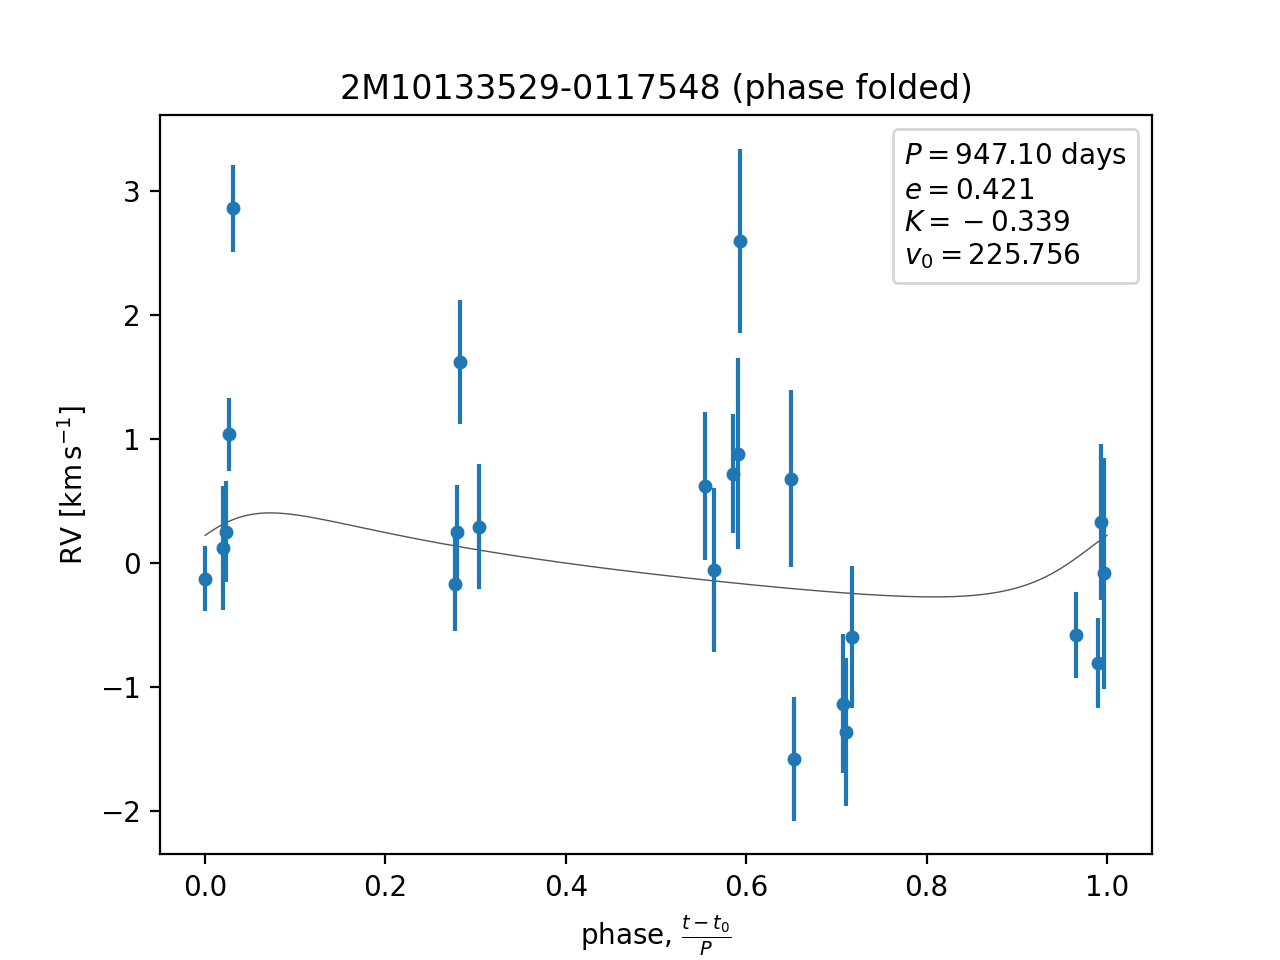 2M10133529-0117548 (phase folded)
P = 947.10 days
e = 0.421
K = −0.339
v₀ = 225.756
3
2
1
0
−1
−2
RV [km s⁻¹]
0.0 0.2 0.4 0.6 0.8 1.0
phase, (t − t₀)/P